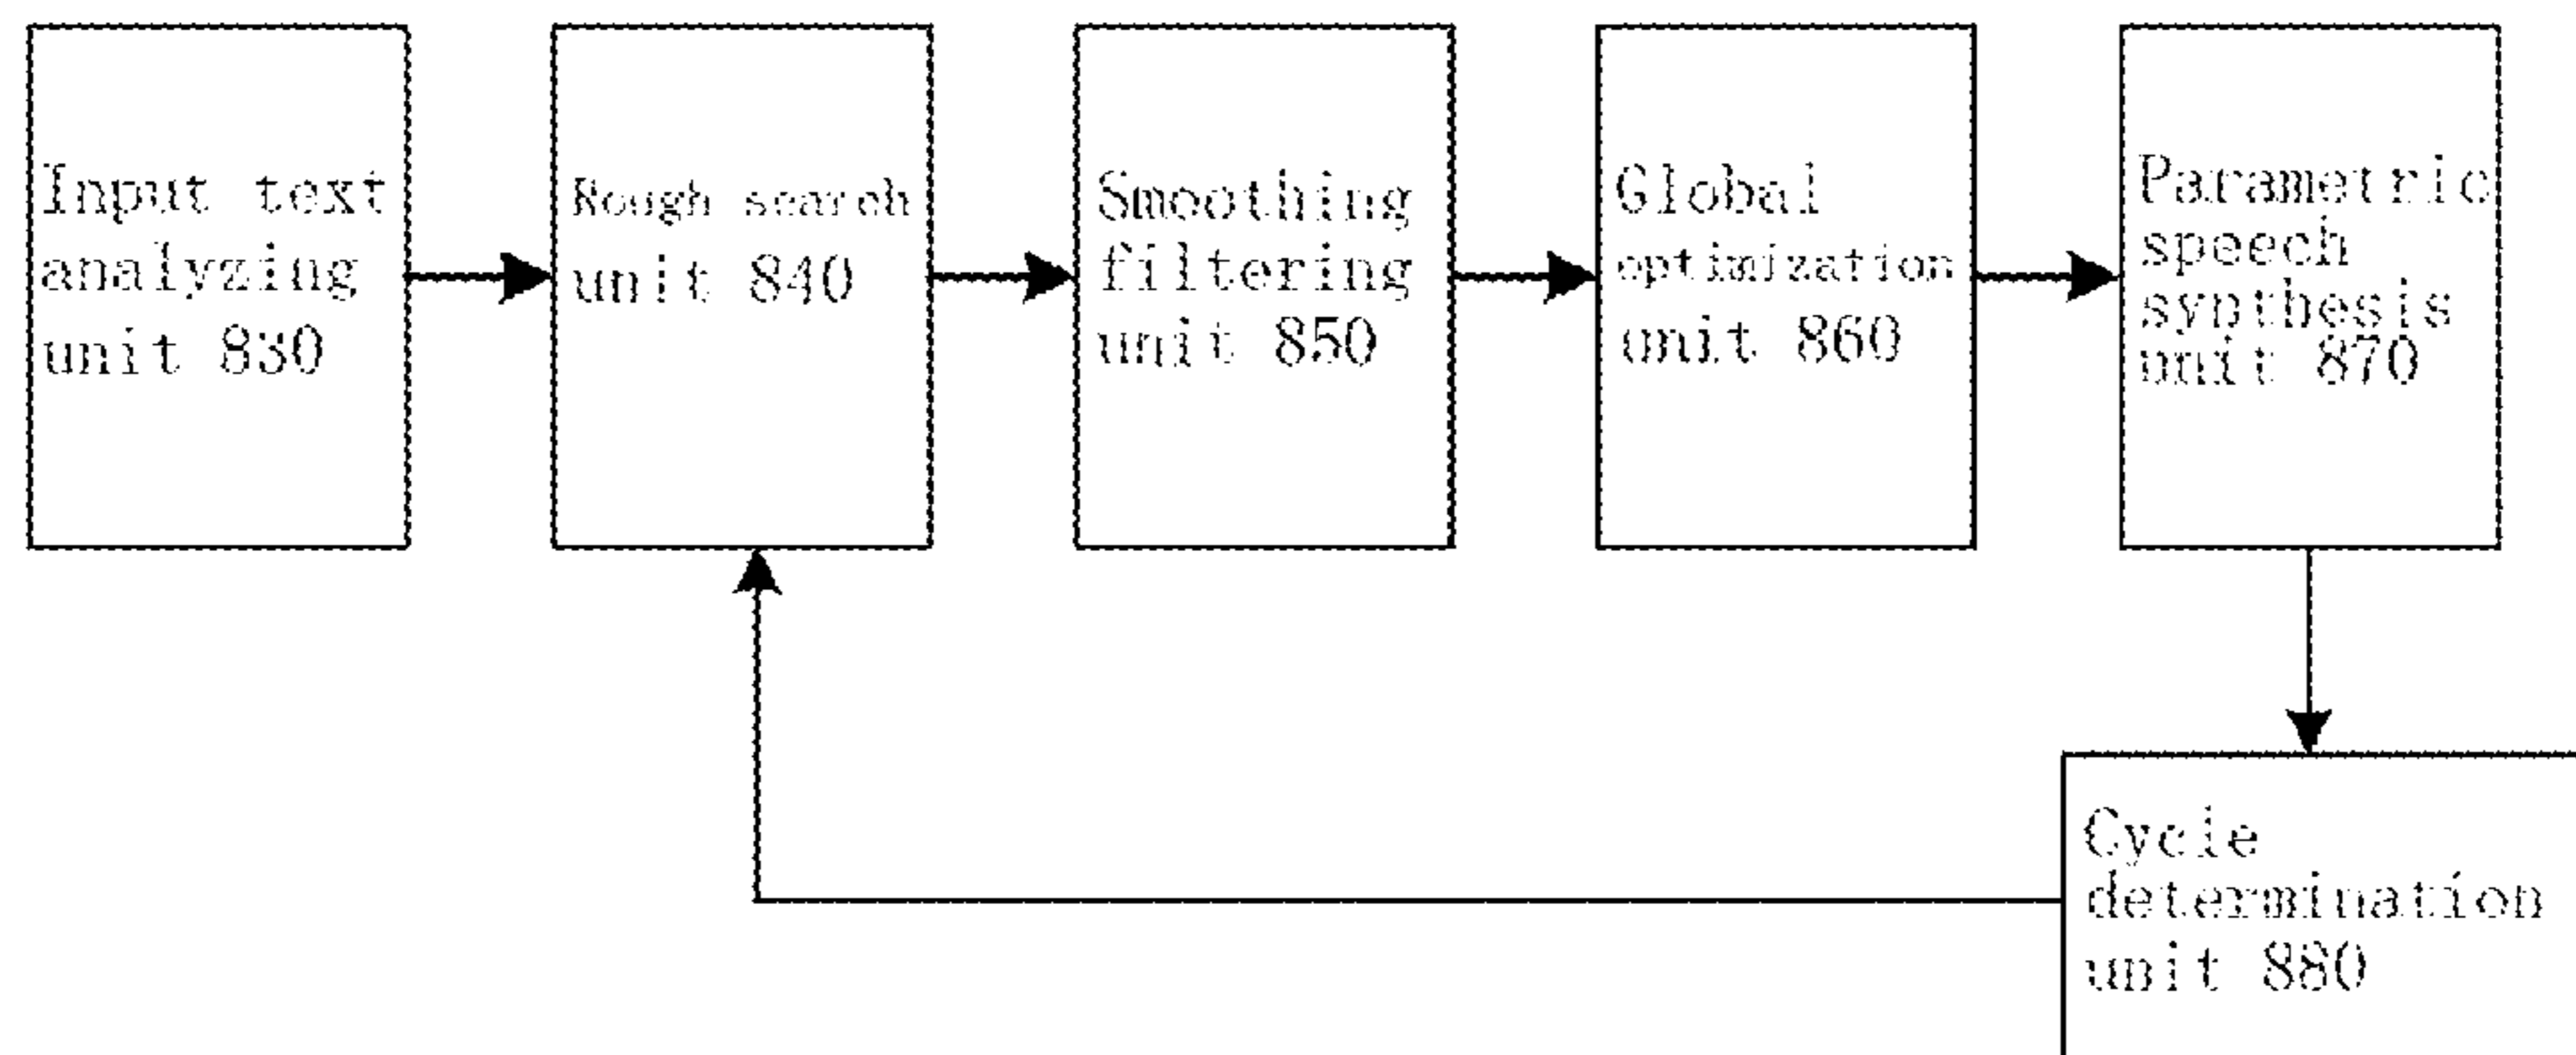 Input text
analyzing
unit 830
Rough search
unit 840
Smoothing
filtering
unit 850
Global
optimization
unit 860
Parametric
speech
synthesis
unit 870
Cycle
determination
unit 880